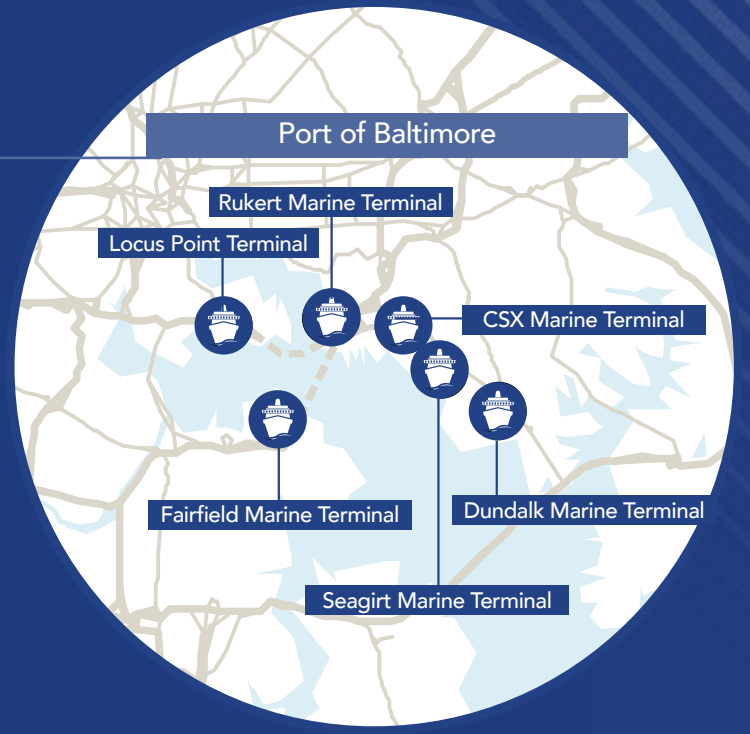 Port of Baltimore
Rukert Marine Terminal
Locus Point Terminal
CSX Marine Terminal
Fairfield Marine Terminal
Dundalk Marine Terminal
Seagirt Marine Terminal